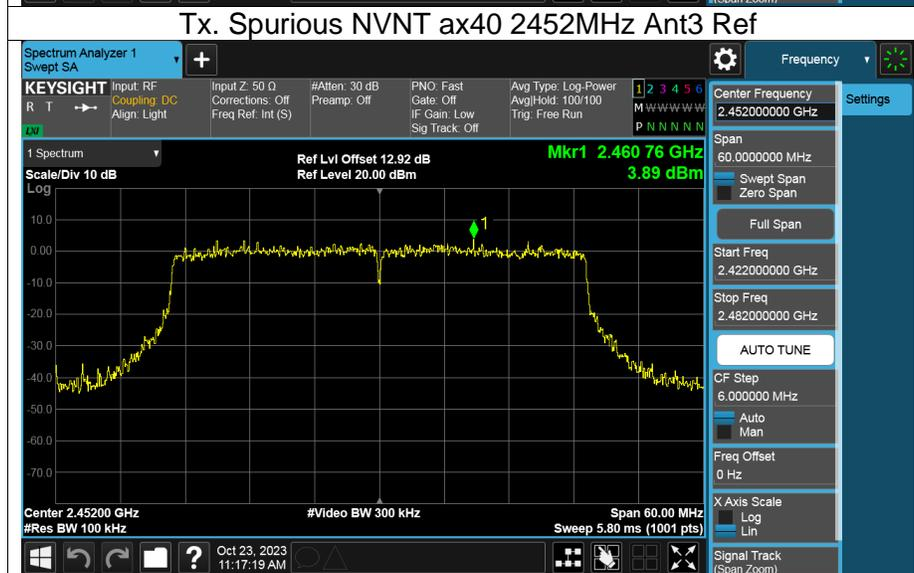 (Span Zoom)
Tx. Spurious NVNT ax40 2452MHz Ant3 Ref
Spectrum Analyzer 1
Swept SA
+
Frequency
KEYSIGHT
R T
LXI
Input: RF
Coupling: DC
Align: Light
Input Z: 50 Ω
Corrections: Off
Freq Ref: Int (S)
#Atten: 30 dB
Preamp: Off
PNO: Fast
Gate: Off
IF Gain: Low
Sig Track: Off
Avg Type: Log-Power
Avg|Hold: 100/100
Trig: Free Run
1 2 3 4 5 6
M W W W W W
P N N N N N
1 Spectrum
Scale/Div 10 dB
Log
Ref Lvl Offset 12.92 dB
Ref Level 20.00 dBm
Mkr1 2.460 76 GHz
3.89 dBm
10.0
0.00
-10.0
-20.0
-30.0
-40.0
-50.0
-60.0
-70.0
1
Center 2.45200 GHz
#Res BW 100 kHz
#Video BW 300 kHz
Span 60.00 MHz
Sweep 5.80 ms (1001 pts)
Center Frequency
2.452000000 GHz
Settings
Span
60.0000000 MHz
Swept Span
Zero Span
Full Span
Start Freq
2.422000000 GHz
Stop Freq
2.482000000 GHz
AUTO TUNE
CF Step
6.000000 MHz
Auto
Man
Freq Offset
0 Hz
X Axis Scale
Log
Lin
Signal Track
(Span Zoom)
?
Oct 23, 2023
11:17:19 AM